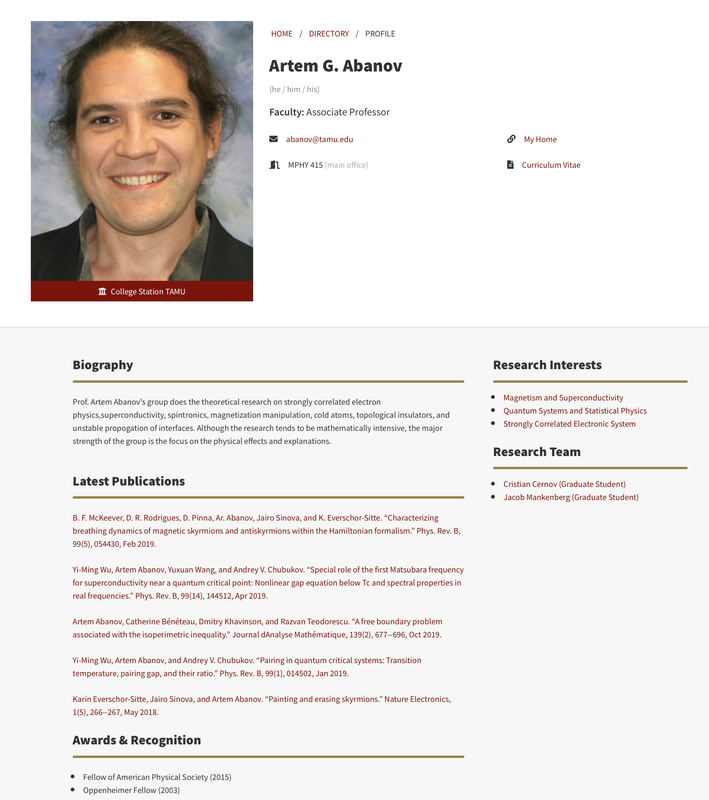 HOME / DIRECTORY / PROFILE
Artem G. Abanov
(he / him / his)
Faculty: Associate Professor
abanov@tamu.edu
My Home
MPHY 415 (main office)
Curriculum Vitae
College Station TAMU
Biography
Prof. Artem Abanov's group does the theoretical research on strongly correlated electron
physics,superconductivity, spintronics, magnetization manipulation, cold atoms, topological insulators, and
unstable propogation of interfaces. Although the research tends to be mathematically intensive, the major
strength of the group is the focus on the physical effects and explanations.
Latest Publications
B. F. McKeever, D. R. Rodrigues, D. Pinna, Ar. Abanov, Jairo Sinova, and K. Everschor-Sitte. “Characterizing
breathing dynamics of magnetic skyrmions and antiskyrmions within the Hamiltonian formalism.” Phys. Rev. B,
99(5), 054430, Feb 2019.
Yi-Ming Wu, Artem Abanov, Yuxuan Wang, and Andrey V. Chubukov. “Special role of the first Matsubara frequency
for superconductivity near a quantum critical point: Nonlinear gap equation below Tc and spectral properties in
real frequencies.” Phys. Rev. B, 99(14), 144512, Apr 2019.
Artem Abanov, Catherine Bénéteau, Dmitry Khavinson, and Razvan Teodorescu. “A free boundary problem
associated with the isoperimetric inequality.” Journal dAnalyse Mathématique, 139(2), 677--696, Oct 2019.
Yi-Ming Wu, Artem Abanov, and Andrey V. Chubukov. “Pairing in quantum critical systems: Transition
temperature, pairing gap, and their ratio.” Phys. Rev. B, 99(1), 014502, Jan 2019.
Karin Everschor-Sitte, Jairo Sinova, and Artem Abanov. “Painting and erasing skyrmions.” Nature Electronics,
1(5), 266--267, May 2018.
Awards & Recognition
Fellow of American Physical Society (2015)
Oppenheimer Fellow (2003)
Research Interests
Magnetism and Superconductivity
Quantum Systems and Statistical Physics
Strongly Correlated Electronic System
Research Team
Cristian Cernov (Graduate Student)
Jacob Mankenberg (Graduate Student)